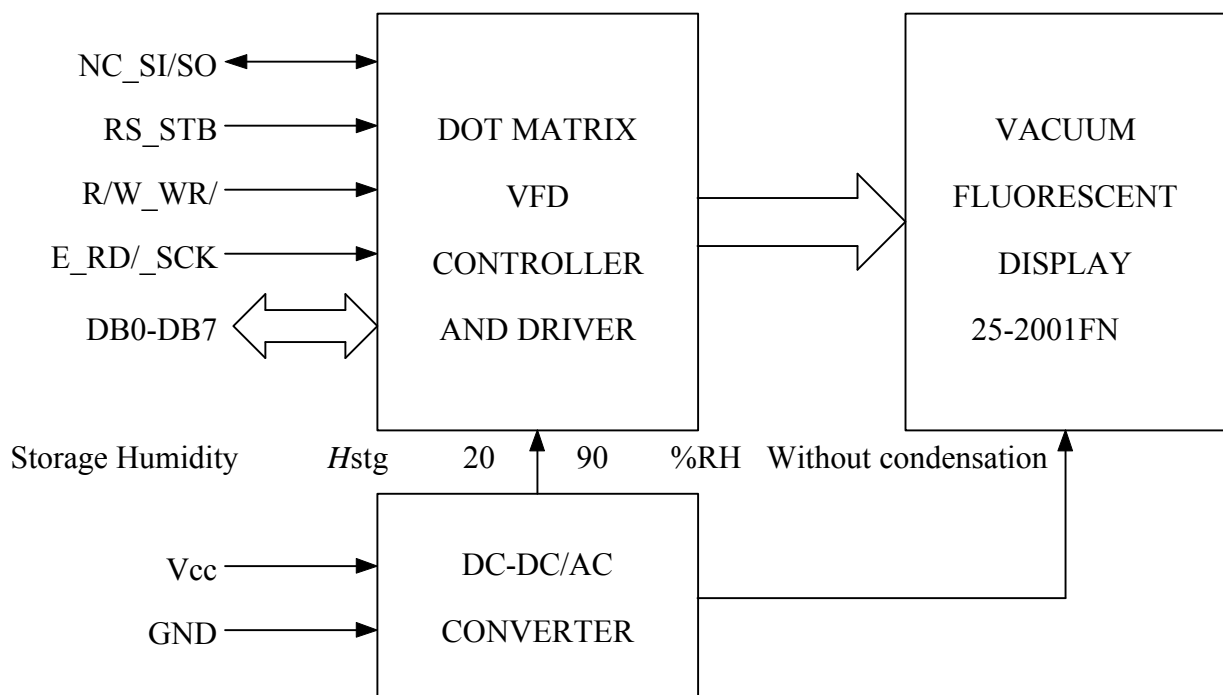 NC_SI/SO
RS_STB
R/W_WR/
E_RD/_SCK
DB0-DB7
DOT MATRIX
VFD
CONTROLLER
AND DRIVER
VACUUM
FLUORESCENT
DISPLAY
25-2001FN
Storage Humidity Hstg 20 90 %RH Without condensation
Vcc
GND
DC-DC/AC
CONVERTER